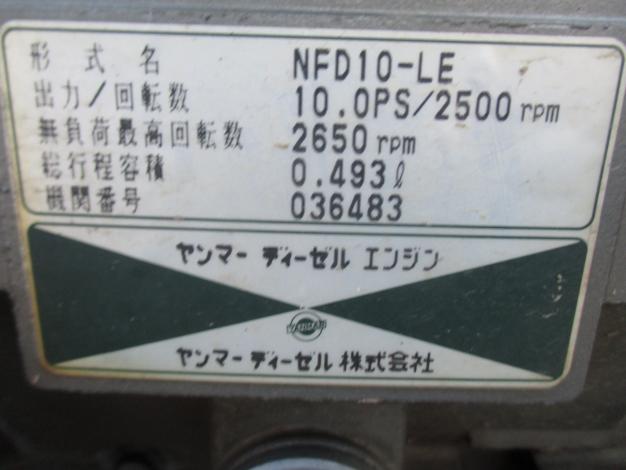 形式名 NFD10-LE
出力/回転数 10.0PS/2500rpm
無負荷最高回転数 2650rpm
総行程容積 0.493ℓ
機関番号 036483
ヤンマー ディーゼル エンジン
YANMAR
ヤンマー ディーゼル 株式会社